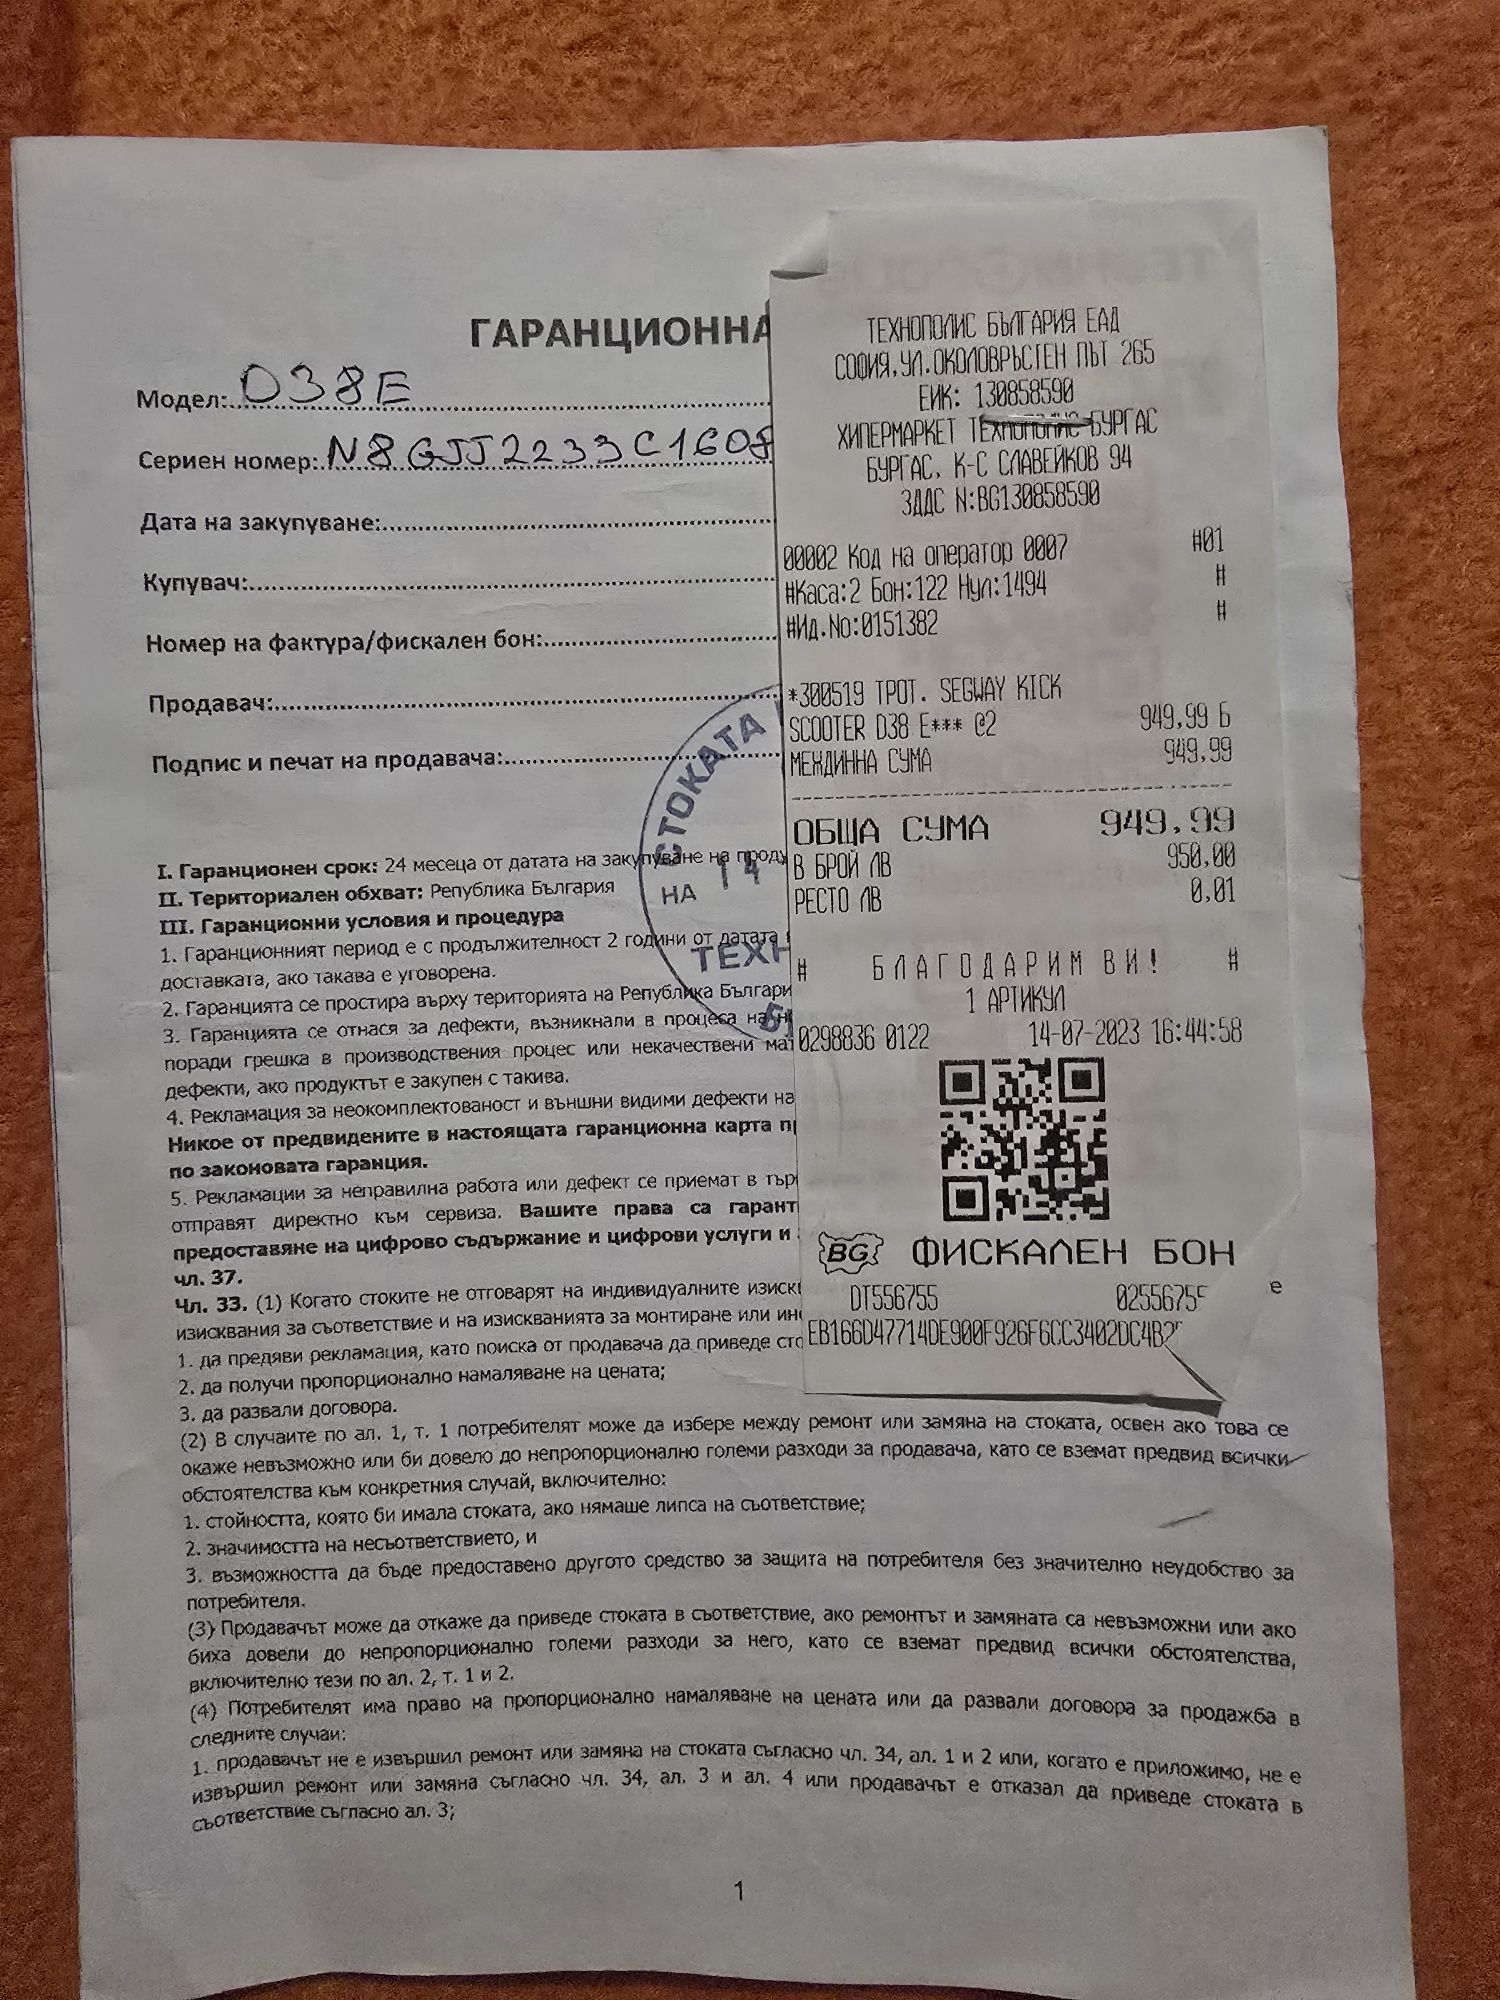 ГАРАНЦИОННА
Модел: D38E
Сериен номер: N8GJJ2233C1608
Дата на закупуване:
Купувач:
Номер на фактура/фискален бон:
Продавач:
Подпис и печат на продавача:
СТОКАТА
НА 14
ТЕХН
I. Гаранционен срок: 24 месеца от датата на закупуване на проду
II. Териториален обхват: Република България
III. Гаранционни условия и процедура
1. Гаранционният период е с продължителност 2 години от датата
доставката, ако такава е уговорена.
2. Гаранцията се простира върху територията на Република Българи
3. Гаранцията се отнася за дефекти, възникнали в процеса на
поради грешка в производствения процес или некачествени мат
дефекти, ако продуктът е закупен с такива.
4. Рекламация за некомплектованост и външни видими дефекти на
Никое от предвидените в настоящата гаранционна карта п
по законовата гаранция.
5. Рекламации за неправилна работа или дефект се приемат в тър
отправят директно към сервиза. Вашите права са гарант
предоставяне на цифрово съдържание и цифрови услуги и
чл. 37.
Чл. 33. (1) Когато стоките не отговарят на индивидуалните изиск
изисквания за съответствие и на изискванията за монтиране или ин
1. да предяви рекламация, като поиска от продавача да приведе сто
2. да получи пропорционално намаляване на цената;
3. да развали договора.
(2) В случаите по ал. 1, т. 1 потребителят може да избере между ремонт или замяна на стоката, освен ако това се
окаже невъзможно или би довело до непропорционално големи разходи за продавача, като се вземат предвид всички
обстоятелства към конкретния случай, включително:
1. стойността, която би имала стоката, ако нямаше липса на съответствие;
2. значимостта на несъответствието, и
3. възможността да бъде предоставено другото средство за защита на потребителя без значително неудобство за
потребителя.
(3) Продавачът може да откаже да приведе стоката в съответствие, ако ремонтът и замяната са невъзможни или ако
биха довели до непропорционално големи разходи за него, като се вземат предвид всички обстоятелства,
включително тези по ал. 2, т. 1 и 2.
(4) Потребителят има право на пропорционално намаляване на цената или да развали договора за продажба в
следните случаи:
1. продавачът не е извършил ремонт или замяна на стоката съгласно чл. 34, ал. 1 и 2 или, когато е приложимо, не е
извършил ремонт или замяна съгласно чл. 34, ал. 3 и ал. 4 или продавачът е отказал да приведе стоката в
съответствие съгласно ал. 3;
1
ТЕХНОПОЛИС БЪЛГАРИЯ ЕАД
СОФИЯ,УЛ.ОКОЛОВРЪСТЕН ПЪТ 265
ЕИК: 130858590
ХИПЕРМАРКЕТ ТЕХНОПОЛИС БУРГАС
БУРГАС, К-С СЛАВЕЙКОВ 94
ЗДДС N:BG130858590
00002 Код на оператор 0007 #01
#Каса:2 Бон:122 Нул:1494 #
#Ид.No:0151382 #
*300519 ТРОТ. SEGWAY KICK
SCOOTER D38 E*** @2 949,99 Б
МЕЖДИННА СУМА 949,99
ОБЩА СУМА 949,99
В БРОЙ ЛВ 950,00
РЕСТО ЛВ 0,01
# БЛАГОДАРИМ ВИ! #
1 АРТИКУЛ
0298836 0122 14-07-2023 16:44:58
BG ФИСКАЛЕН БОН
DT556755 0255675
EB166D47714DE900F926F6CC3402DC4B2
е